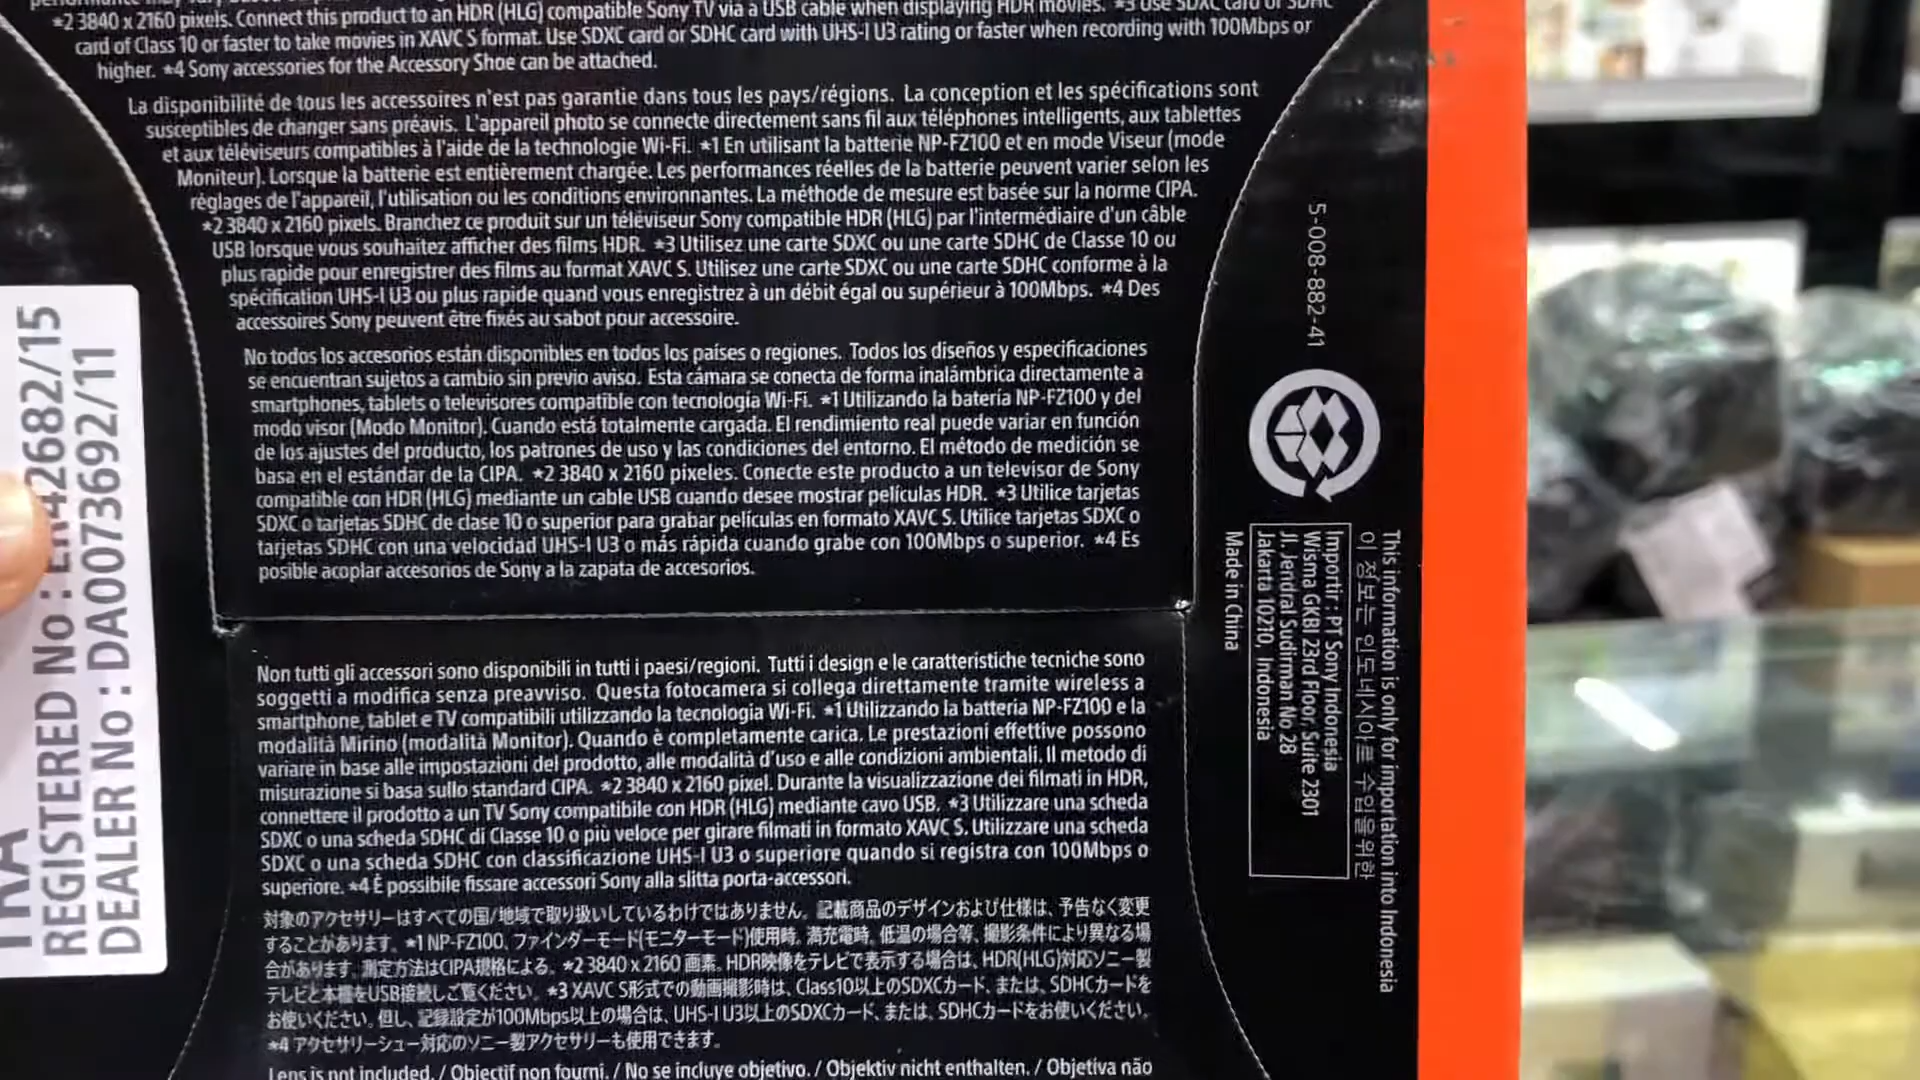 *2 3840 x 2160 pixels. Connect this product to an HDR (HLG) compatible Sony TV via a USB cable when displaying HDR movies. *3 Use SDXC card or SDHC
card of Class 10 or faster to take movies in XAVC S format. Use SDXC card or SDHC card with UHS-I U3 rating or faster when recording with 100Mbps or
higher. *4 Sony accessories for the Accessory Shoe can be attached.
La disponibilité de tous les accessoires n'est pas garantie dans tous les pays/régions. La conception et les spécifications sont
susceptibles de changer sans préavis. L'appareil photo se connecte directement sans fil aux téléphones intelligents, aux tablettes
et aux téléviseurs compatibles à l'aide de la technologie Wi-Fi. *1 En utilisant la batterie NP-FZ100 et en mode Viseur (mode
Moniteur). Lorsque la batterie est entièrement chargée. Les performances réelles de la batterie peuvent varier selon les
réglages de l'appareil, l'utilisation ou les conditions environnantes. La méthode de mesure est basée sur la norme CIPA.
*2 3840 x 2160 pixels. Branchez ce produit sur un téléviseur Sony compatible HDR (HLG) par l'intermédiaire d'un câble
USB lorsque vous souhaitez afficher des films HDR. *3 Utilisez une carte SDXC ou une carte SDHC de Classe 10 ou
plus rapide pour enregistrer des films au format XAVC S. Utilisez une carte SDXC ou une carte SDHC conforme à la
spécification UHS-I U3 ou plus rapide quand vous enregistrez à un débit égal ou supérieur à 100Mbps. *4 Des
accessoires Sony peuvent être fixés au sabot pour accessoire.
No todos los accesorios están disponibles en todos los países o regiones. Todos los diseños y especificaciones
se encuentran sujetos a cambio sin previo aviso. Esta cámara se conecta de forma inalámbrica directamente a
smartphones, tablets o televisores compatible con tecnología Wi-Fi. *1 Utilizando la batería NP-FZ100 y del
modo visor (Modo Monitor). Cuando está totalmente cargada. El rendimiento real puede variar en función
de los ajustes del producto, los patrones de uso y las condiciones del entorno. El método de medición se
basa en el estándar de la CIPA. *2 3840 x 2160 píxeles. Conecte este producto a un televisor de Sony
compatible con HDR (HLG) mediante un cable USB cuando desee mostrar películas HDR. *3 Utilice tarjetas
SDXC o tarjetas SDHC de clase 10 o superior para grabar películas en formato XAVC S. Utilice tarjetas SDXC o
tarjetas SDHC con una velocidad UHS-I U3 o más rápida cuando grabe con 100Mbps o superior. *4 Es
posible acoplar accesorios de Sony a la zapata de accesorios.
Non tutti gli accessori sono disponibili in tutti i paesi/regioni. Tutti i design e le caratteristiche tecniche sono
soggetti a modifica senza preavviso. Questa fotocamera si collega direttamente tramite wireless a
smartphone, tablet e TV compatibili utilizzando la tecnologia Wi-Fi. *1 Utilizzando la batteria NP-FZ100 e la
modalità Mirino (modalità Monitor). Quando è completamente carica. Le prestazioni effettive possono
variare in base alle impostazioni del prodotto, alle modalità d'uso e alle condizioni ambientali. Il metodo di
misurazione si basa sullo standard CIPA. *2 3840 x 2160 pixel. Durante la visualizzazione dei filmati in HDR,
connettere il prodotto a un TV Sony compatibile con HDR (HLG) mediante cavo USB. *3 Utilizzare una scheda
SDXC o una scheda SDHC di Classe 10 o più veloce per girare filmati in formato XAVC S. Utilizzare una scheda
SDXC o una scheda SDHC con classificazione UHS-I U3 o superiore quando si registra con 100Mbps o
superiore. *4 È possibile fissare accessori Sony alla slitta porta-accessori.
対象のアクセサリーはすべての国/地域で取り扱いしているわけではありません。記載商品のデザインおよび仕様は、予告なく変更
することがあります。*1 NP-FZ100、ファインダーモード(モニターモード)使用時。満充電時。低温の場合等、撮影条件により異なる場
合があります。測定方法はCIPA規格による。*2 3840 x 2160 画素。HDR映像をテレビで表示する場合は、HDR(HLG)対応ソニー製
テレビと本機をUSB接続しご覧ください。*3 XAVC S形式での動画撮影時は、Class10以上のSDXCカード、または、SDHCカードを
お使いください。但し、記録設定が100Mbps以上の場合は、UHS-I U3以上のSDXCカード、または、SDHCカードをお使いください。
*4 アクセサリーシュー対応のソニー製アクセサリーも使用できます。
Lens is not included. / Objectif non fourni. / No se incluye objetivo. / Objektiv nicht enthalten. / Objetiva não
REGISTERED No : ER42682/15
DEALER No : DA0073692/11
5-008-882-41
This information is only for importation into Indonesia
이 정보는 인도네시아로 수입을위한
Importir : PT Sony Indonesia
Wisma GKBI 23rd Floor, Suite 2301
Jl. Jendral Sudirman No.28
Jakarta 10210, Indonesia
Made in China